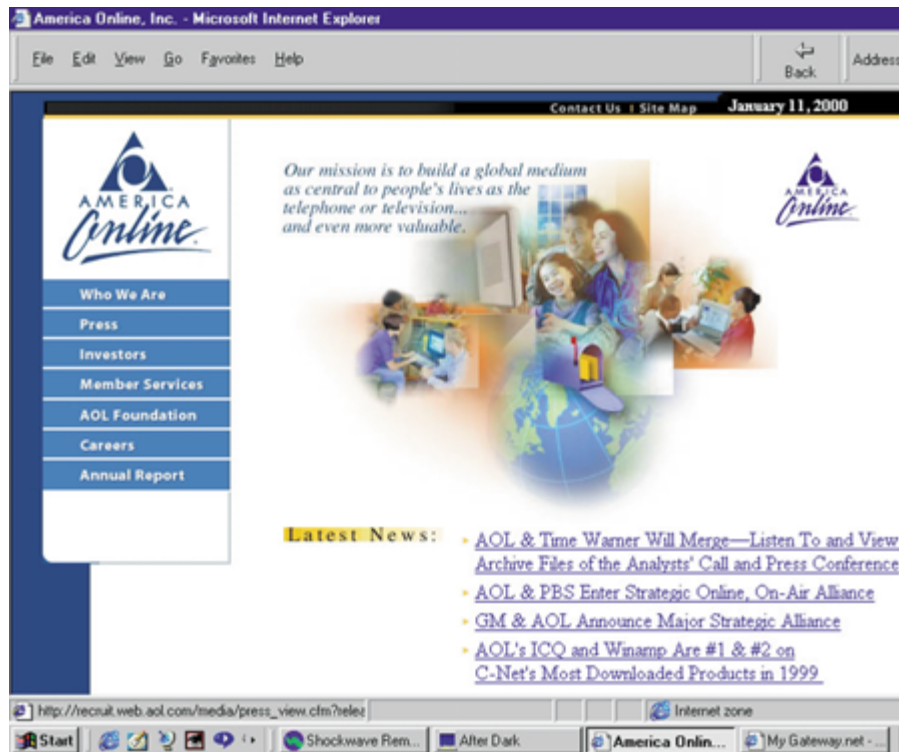 America Online, Inc. - Microsoft Internet Explorer
File Edit View Go Favorites Help
Back
Address
Contact Us | Site Map
January 11, 2000
AMERICA
Online
Our mission is to build a global medium
as central to people's lives as the
telephone or television...
and even more valuable.
AMERICA
Online
Who We Are
Press
Investors
Member Services
AOL Foundation
Careers
Annual Report
Latest News:
AOL & Time Warner Will Merge—Listen To and View
Archive Files of the Analysts' Call and Press Conference
AOL & PBS Enter Strategic Online, On-Air Alliance
GM & AOL Announce Major Strategic Alliance
AOL's ICQ and Winamp Are #1 & #2 on
C-Net's Most Downloaded Products in 1999
http://recruit.web.aol.com/media/press_view.cfm?relea
Internet zone
Start
Shockwave Rem...
After Dark
America Onlin...
My Gateway.net - ...